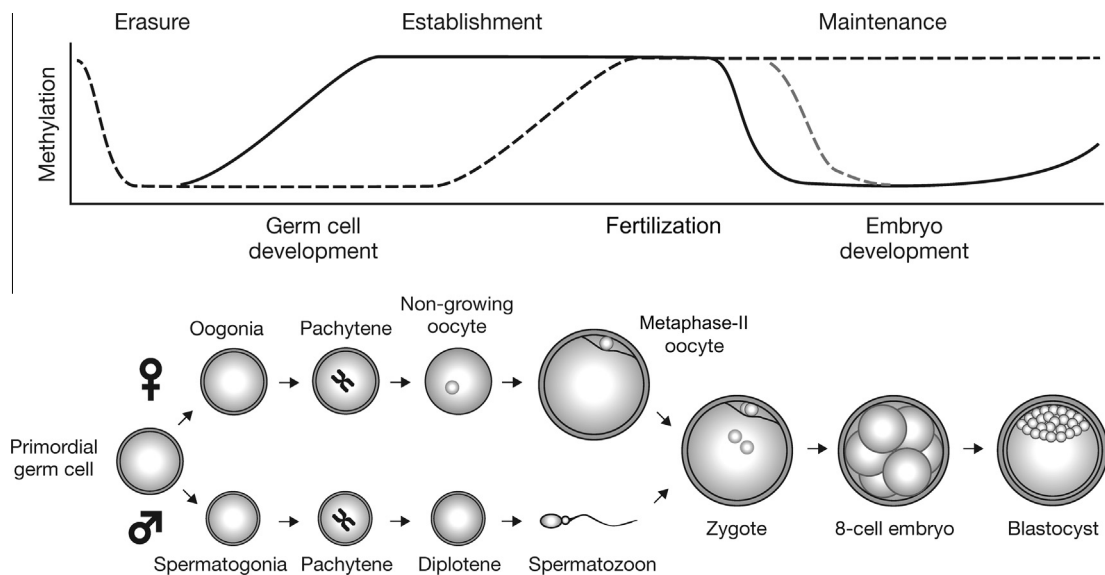 Erasure
Establishment
Maintenance
Methylation
Germ cell
development
Fertilization
Embryo
development
Oogonia
Pachytene
Non-growing
oocyte
Metaphase-II
oocyte
♀
Primordial
germ cell
♂
Spermatogonia
Pachytene
Diplotene
Spermatozoon
Zygote
8-cell embryo
Blastocyst